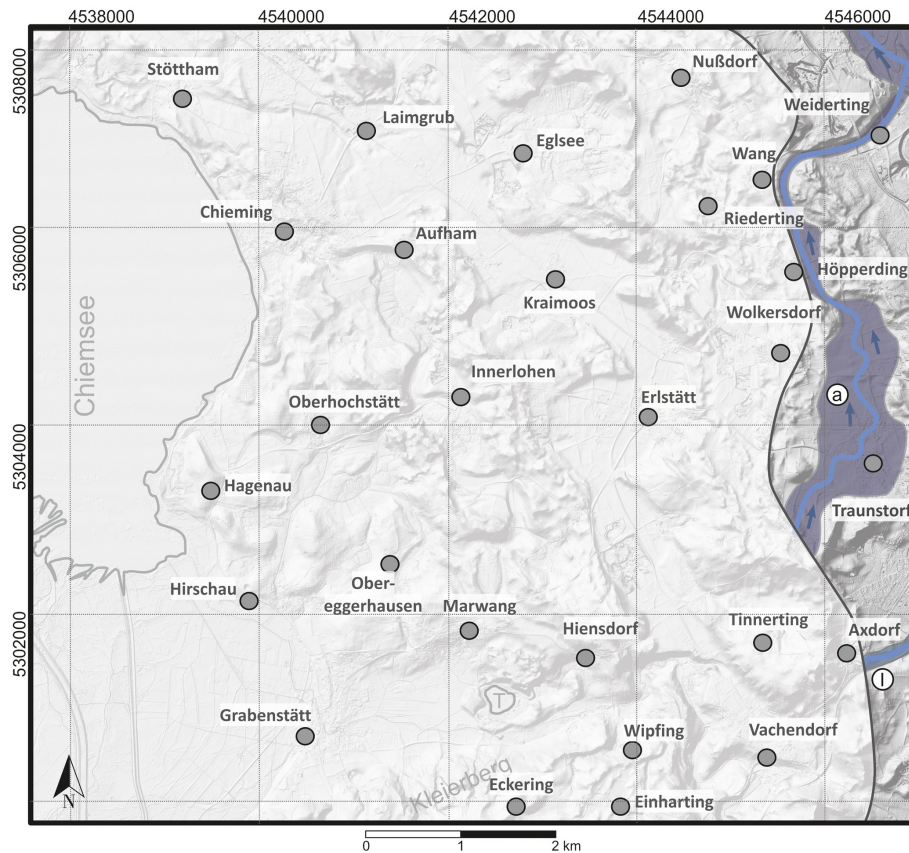 4538000 4540000 4542000 4544000 4546000
5308000
5306000
5304000
5302000
Stöttham
Nußdorf
Laimgrub
Weiderting
Eglsee
Wang
Chieming
Riederting
Aufham
Höpperding
Kraimoos
Wolkersdorf
Chiemsee
Innerlohen
a
Oberhochstätt
Erlstätt
Hagenau
Traunstorf
Ober-
eggerhausen
Hirschau
Marwang
Tinnerting
Hiensdorf
Axdorf
l
T
Grabenstätt
Wipfing
Vachendorf
Kleierberg
Eckering
Einharting
N
0 1 2 km